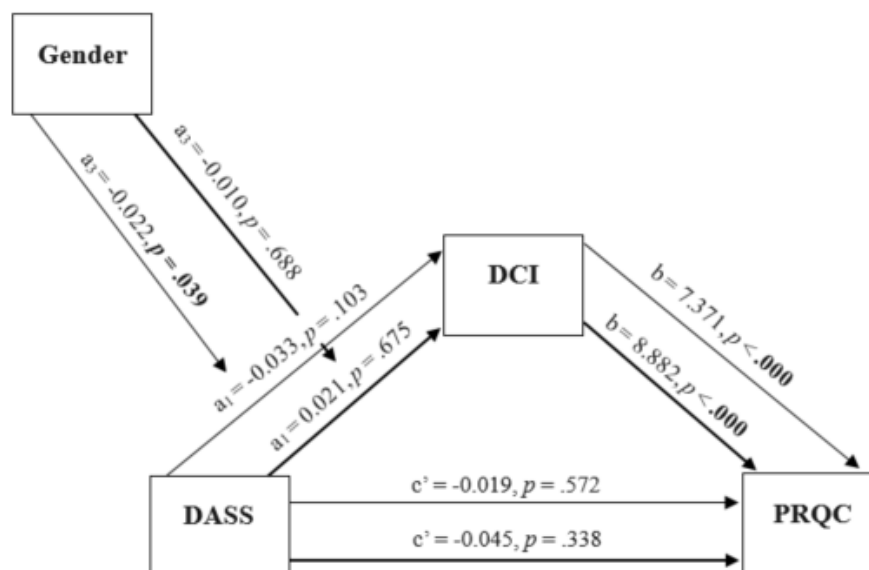 Gender
a₃ = -0.022, p = .039
a₃ = -0.010, p = .688
DCI
a₁ = -0.033, p = .103
a₁ = 0.021, p = .675
b = 7.371, p < .000
b = 8.882, p < .000
DASS
c’ = -0.019, p = .572
c’ = -0.045, p = .338
PRQC